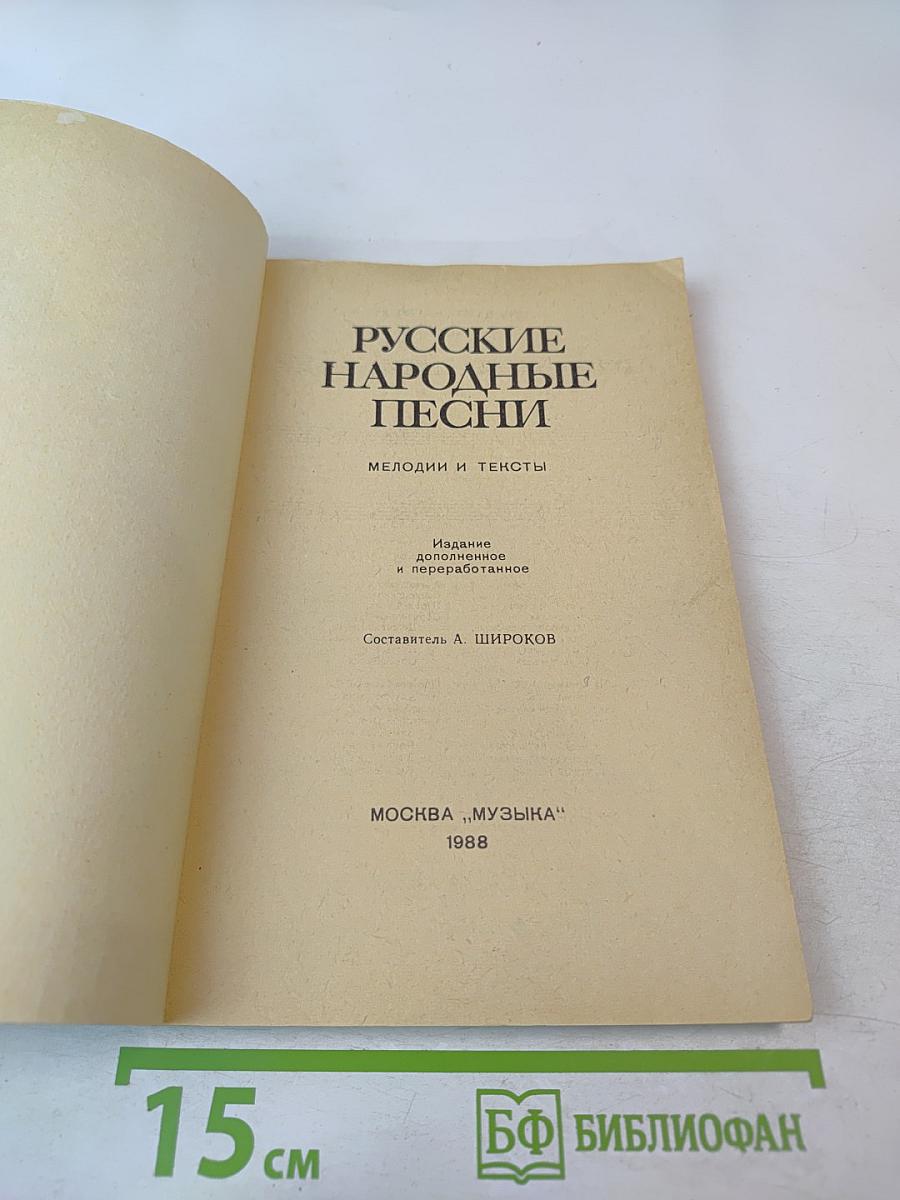 РУССКИЕ
НАРОДНЫЕ
ПЕСНИ
МЕЛОДИИ И ТЕКСТЫ
Издание
дополненное
и переработанное
Составитель А. ШИРОКОВ
МОСКВА „МУЗЫКА“
1988
15 см
БФ БИБЛИОФАН